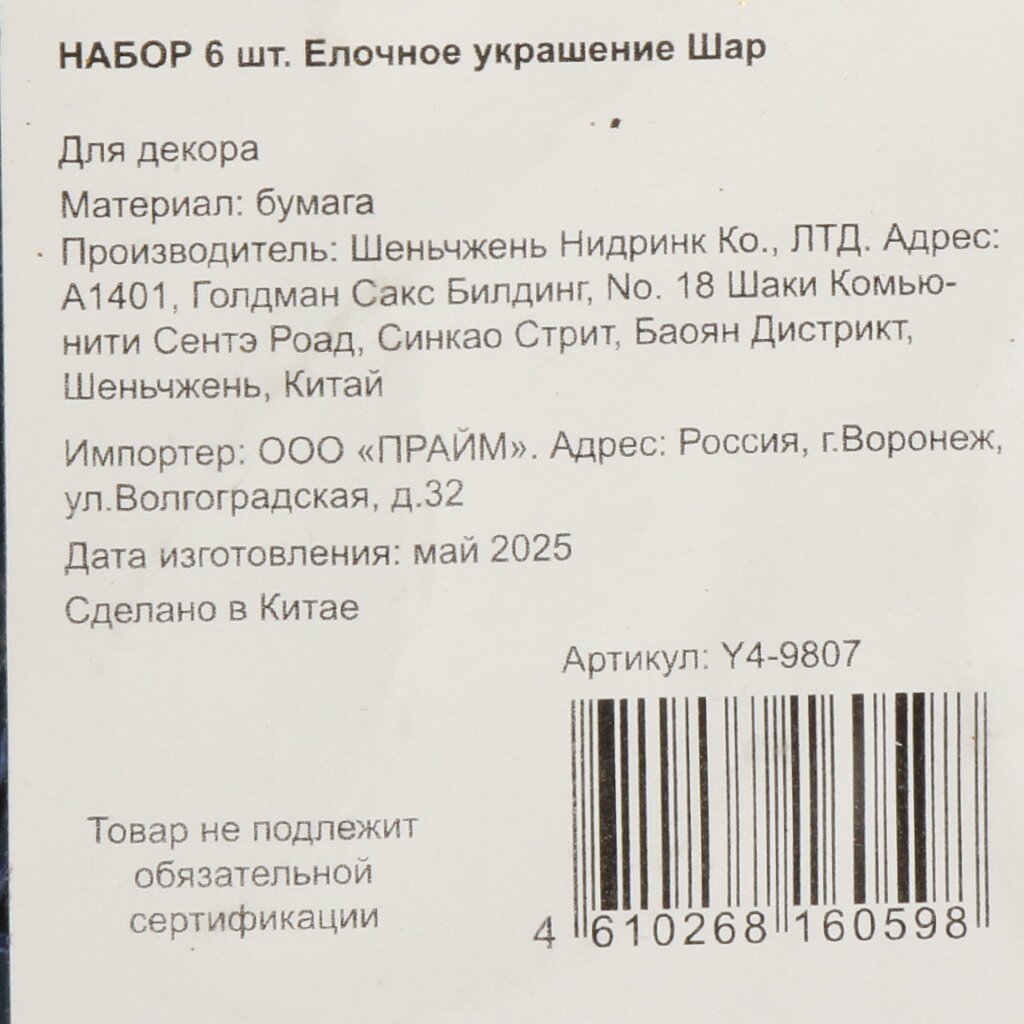 НАБОР 6 шт. Елочное украшение Шар
Для декора
Материал: бумага
Производитель: Шеньчжень Нидринк Ко., ЛТД. Адрес:
А1401, Голдман Сакс Билдинг, No. 18 Шаки Комью-
нити Сентэ Роад, Синкао Стрит, Баоян Дистрикт,
Шеньчжень, Китай
Импортер: ООО «ПРАЙМ». Адрес: Россия, г.Воронеж,
ул.Волгоградская, д.32
Дата изготовления: май 2025
Сделано в Китае
Артикул: Y4-9807
Товар не подлежит
обязательной
сертификации
4 610268 160598